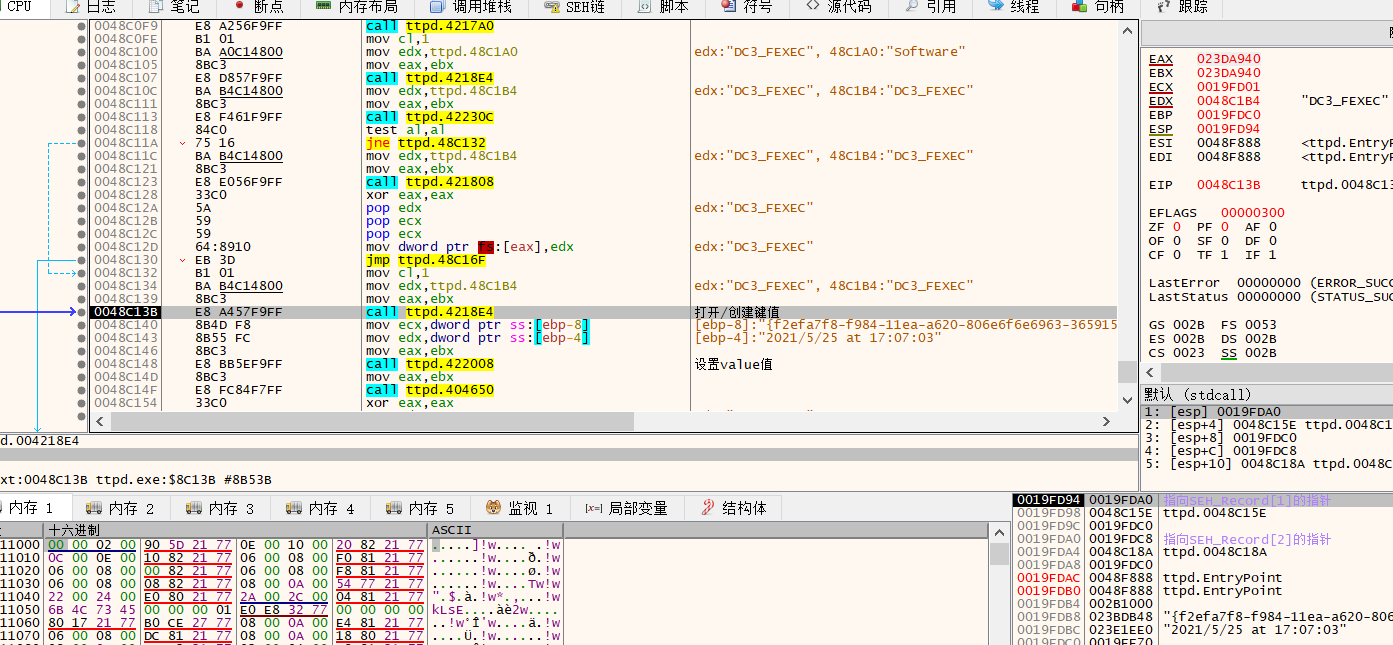 CPU 日志 笔记 断点 内存布局 调用堆栈 SEH链 脚本 符号 源代码 引用 线程 句柄 跟踪
0048C0F9 E8 A256F9FF call ttpd.4217A0
0048C0FE B1 01 mov cl,1
0048C100 BA A0C14800 mov edx,ttpd.48C1A0 edx:"DC3_FEXEC", 48C1A0:"Software"
0048C105 8BC3 mov eax,ebx
0048C107 E8 D857F9FF call ttpd.4218E4
0048C10C BA B4C14800 mov edx,ttpd.48C1B4 edx:"DC3_FEXEC", 48C1B4:"DC3_FEXEC"
0048C111 8BC3 mov eax,ebx
0048C113 E8 F461F9FF call ttpd.42230C
0048C118 84C0 test al,al
0048C11A 75 16 jne ttpd.48C132
0048C11C BA B4C14800 mov edx,ttpd.48C1B4 edx:"DC3_FEXEC", 48C1B4:"DC3_FEXEC"
0048C121 8BC3 mov eax,ebx
0048C123 E8 E056F9FF call ttpd.421808
0048C128 33C0 xor eax,eax
0048C12A 5A pop edx edx:"DC3_FEXEC"
0048C12B 59 pop ecx
0048C12C 59 pop ecx
0048C12D 64:8910 mov dword ptr fs:[eax],edx edx:"DC3_FEXEC"
0048C130 EB 3D jmp ttpd.48C16F
0048C132 B1 01 mov cl,1
0048C134 BA B4C14800 mov edx,ttpd.48C1B4 edx:"DC3_FEXEC", 48C1B4:"DC3_FEXEC"
0048C139 8BC3 mov eax,ebx
0048C13B E8 A457F9FF call ttpd.4218E4 打开/创建键值
0048C140 8B4D F8 mov ecx,dword ptr ss:[ebp-8] [ebp-8]:"{f2efa7f8-f984-11ea-a620-806e6f6e6963-365915
0048C143 8B55 FC mov edx,dword ptr ss:[ebp-4] [ebp-4]:"2021/5/25 at 17:07:03"
0048C146 8BC3 mov eax,ebx
0048C148 E8 BB5EF9FF call ttpd.422008 设置value值
0048C14D 8BC3 mov eax,ebx
0048C14F E8 FC84F7FF call ttpd.404650
0048C154 33C0 xor eax,eax
EAX 023DA940
EBX 023DA940
ECX 0019FD01
EDX 0048C1B4 "DC3_FEXEC"
EBP 0019FDC0
ESP 0019FD94
ESI 0048F888 <ttpd.EntryP
EDI 0048F888 <ttpd.EntryP
EIP 0048C13B ttpd.0048C13
EFLAGS 00000300
ZF 0 PF 0 AF 0
OF 0 SF 0 DF 0
CF 0 TF 1 IF 1
LastError 00000000 (ERROR_SUCC
LastStatus 00000000 (STATUS_SUC
GS 002B FS 0053
ES 002B DS 002B
CS 0023 SS 002B
默认 (stdcall)
1: [esp] 0019FDA0
2: [esp+4] 0048C15E ttpd.0048C1
3: [esp+8] 0019FDC0
4: [esp+C] 0019FDC8
5: [esp+10] 0048C18A ttpd.0048C
d.004218E4
ext:0048C13B ttpd.exe:$8C13B #8B53B
内存 1 内存 2 内存 3 内存 4 内存 5 监视 1 [x=] 局部变量 结构体
十六进制 ASCII
11000 00 00 02 00 90 5D 21 77 0E 00 10 00 20 82 21 77 .....]!w.... .!w
11010 0C 00 0E 00 10 82 21 77 06 00 08 00 F0 81 21 77 ......!w....ð.!w
11020 06 00 08 00 00 82 21 77 06 00 08 00 F8 81 21 77 ......!w....ø.!w
11030 06 00 08 00 08 82 21 77 08 00 0A 00 54 77 21 77 ......!w....Tw!w
11040 22 00 24 00 E0 80 21 77 2A 00 2C 00 04 81 21 77 ".$.à.!w*.,...!w
11050 6B 4C 73 45 00 00 00 01 E0 E8 32 77 00 00 00 00 kLsE....àè2w....
11060 80 17 21 77 B0 CE 27 77 08 00 0A 00 E4 81 21 77 ..!w°Î'w....ä.!w
11070 06 00 08 00 DC 81 21 77 08 00 0A 00 18 80 21 77 ....Ü.!w......!w
0019FD94 0019FDA0 指向SEH_Record[1]的指针
0019FD98 0048C15E ttpd.0048C15E
0019FD9C 0019FDC0
0019FDA0 0019FDC8 指向SEH_Record[2]的指针
0019FDA4 0048C18A ttpd.0048C18A
0019FDA8 0019FDC0
0019FDAC 0048F888 ttpd.EntryPoint
0019FDB0 0048F888 ttpd.EntryPoint
0019FDB4 002B1000
0019FDB8 023BDB48 "{f2efa7f8-f984-11ea-a620-806
0019FDBC 023E1EE0 "2021/5/25 at 17:07:03"
0019FDC0 0019FF70